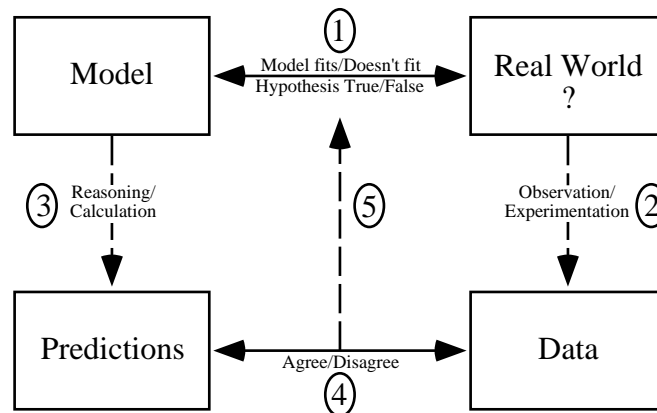 1
Model fits/Doesn't fit
Model
Hypothesis True/False
Real World
?
3
Reasoning/
Calculation
5
Observation/
Experimentation
2
Predictions
Agree/Disagree
4
Data